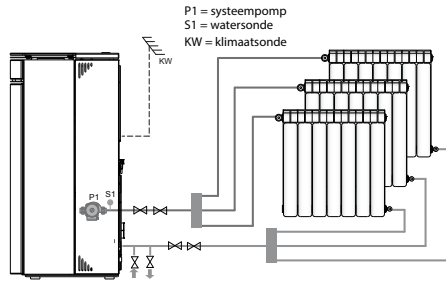 P1 = systeempomp
S1 = watersonde
KW = klimaatsonde
KW
P1 S1